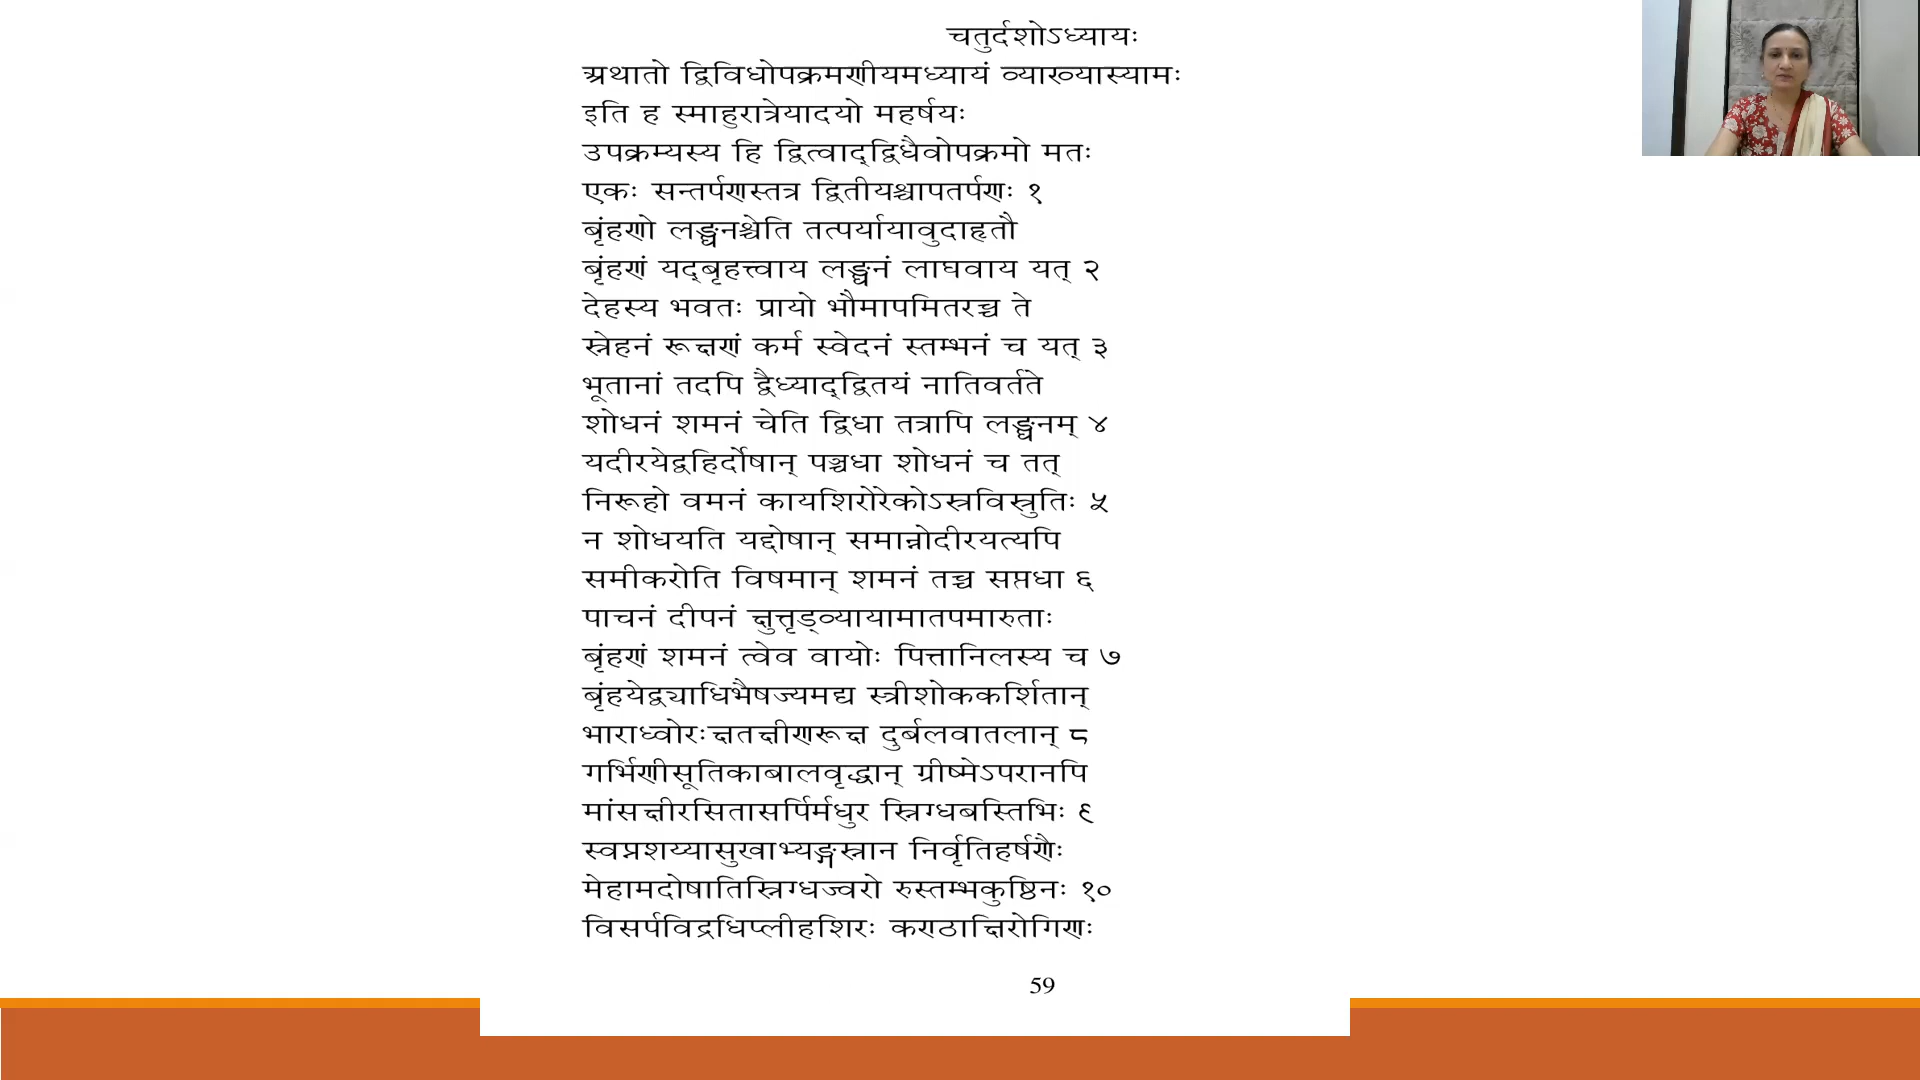 चतुर्दशोऽध्यायः
अथातो द्विविधोपक्रमणीयमध्यायं व्याख्यास्यामः
इति ह स्माहुरात्रेयादयो महर्षयः
उपक्रम्यस्य हि द्वित्वाद्द्विधैवोपक्रमो मतः
एकः सन्तर्पणस्तत्र द्वितीयश्चापतर्पणः १
बृंहणो लङ्घनश्चेति तत्पर्यायावुदाहृतौ
बृंहणं यद्बृहत्त्वाय लङ्घनं लाघवाय यत् २
देहस्य भवतः प्रायो भौमापमितरच्च ते
स्नेहनं रूक्षणं कर्म स्वेदनं स्तम्भनं च यत् ३
भूतानां तदपि द्वैध्याद्द्वितयं नातिवर्तते
शोधनं शमनं चेति द्विधा तत्रापि लङ्घनम् ४
यदीरयेद्वहिर्दोषान् पञ्चधा शोधनं च तत्
निरूहो वमनं कायशिरोरेकोऽस्रविस्रुतिः ५
न शोधयति यद्दोषान् समान्नोदीरयत्यपि
समीकरोति विषमान् शमनं तच्च सप्तधा ६
पाचनं दीपनं क्षुत्तृड्व्यायामातपमारुताः
बृंहणं शमनं त्वेव वायोः पित्तानिलस्य च ७
बृंहयेद्व्याधिभैषज्यमद्य स्त्रीशोककर्शितान्
भाराध्वोरःक्षतक्षीणरूक्ष दुर्बलवातलान् ८
गर्भिणीसूतिकाबालवृद्धान् ग्रीष्मेऽपरानपि
मांसक्षीरसितासर्पिर्मधुर स्निग्धबस्तिभिः ९
स्वप्नशय्यासुखाभ्यङ्गस्नान निर्वृतिहर्षणैः
मेहामदोषातिस्निग्धज्वरो रुस्तम्भकुष्ठिनः १०
विसर्पविद्रधिप्लीहशिरः कण्ठाक्षिरोगिणः
59